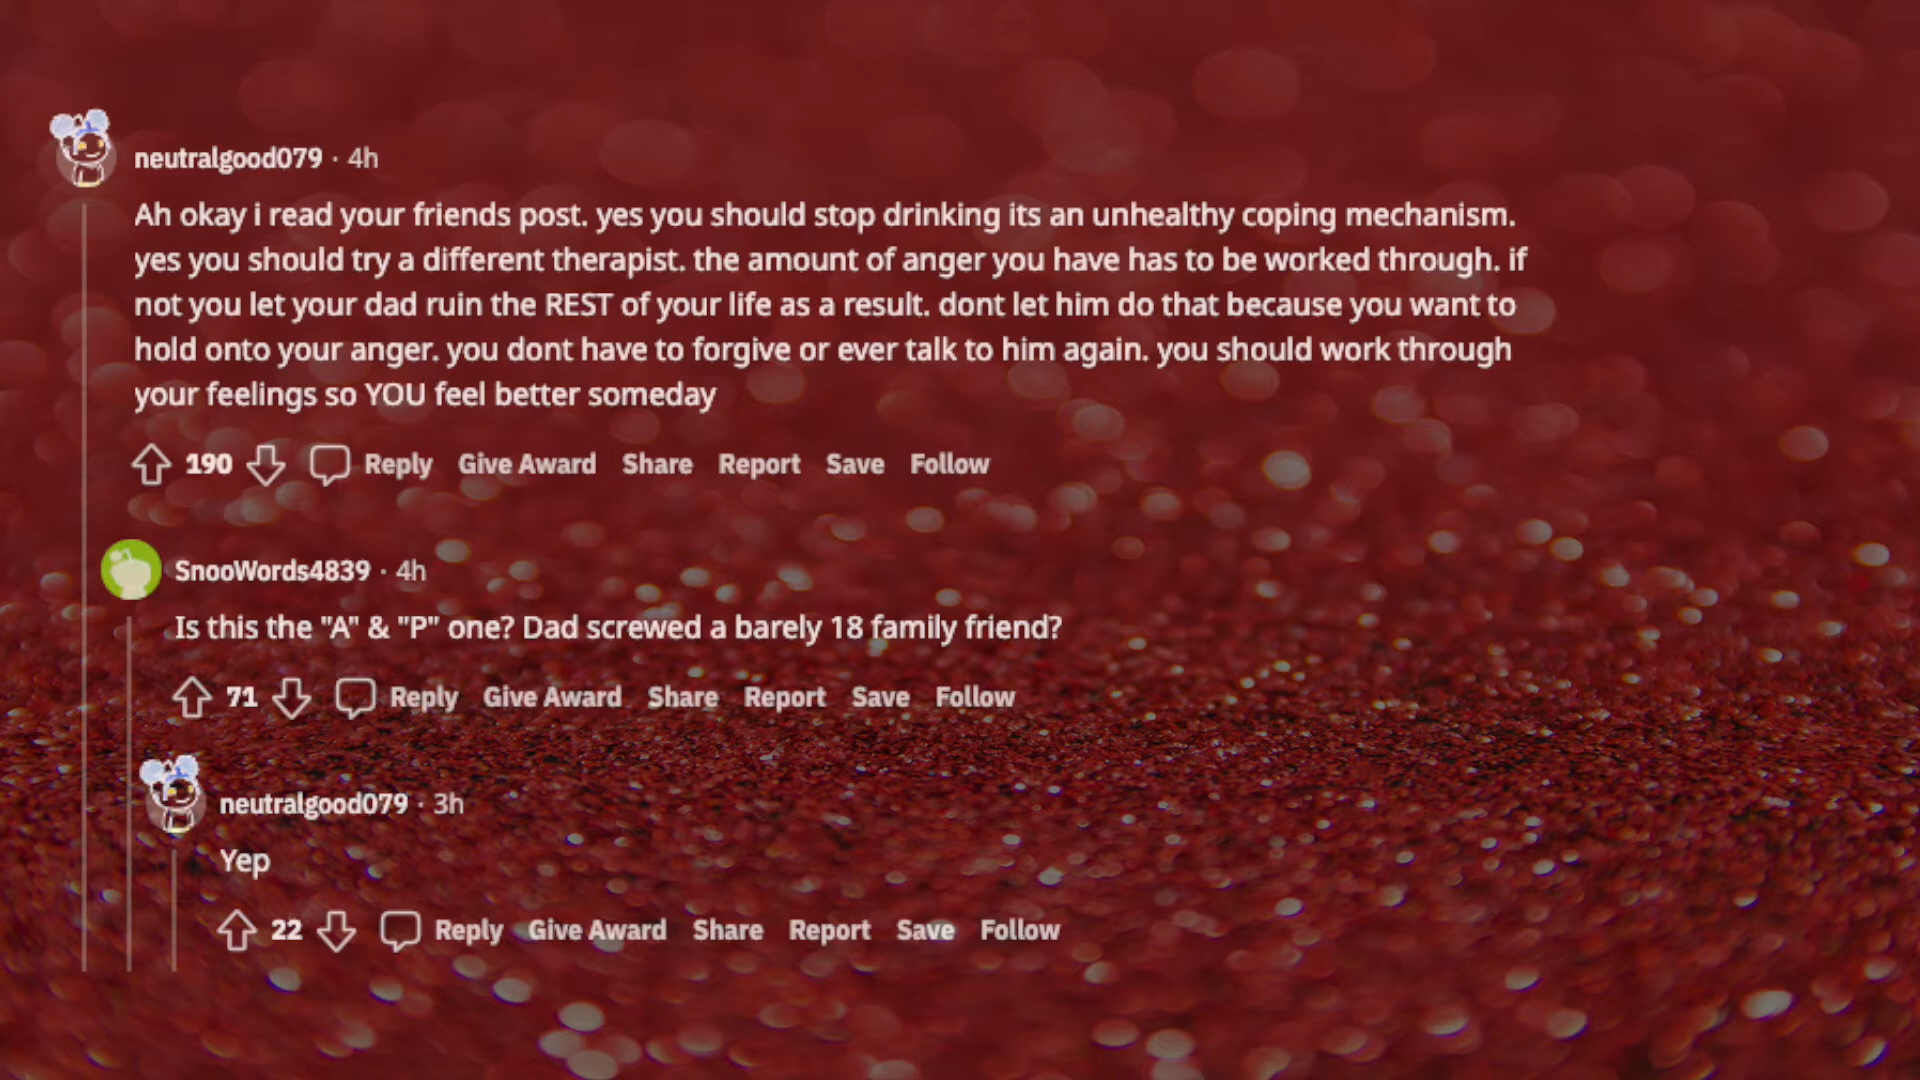 neutralgood079 · 4h
Ah okay i read your friends post. yes you should stop drinking its an unhealthy coping mechanism.
yes you should try a different therapist. the amount of anger you have has to be worked through. if
not you let your dad ruin the REST of your life as a result. dont let him do that because you want to
hold onto your anger. you dont have to forgive or ever talk to him again. you should work through
your feelings so YOU feel better someday
190 Reply Give Award Share Report Save Follow
SnooWords4839 · 4h
Is this the "A" & "P" one? Dad screwed a barely 18 family friend?
71 Reply Give Award Share Report Save Follow
neutralgood079 · 3h
Yep
22 Reply Give Award Share Report Save Follow